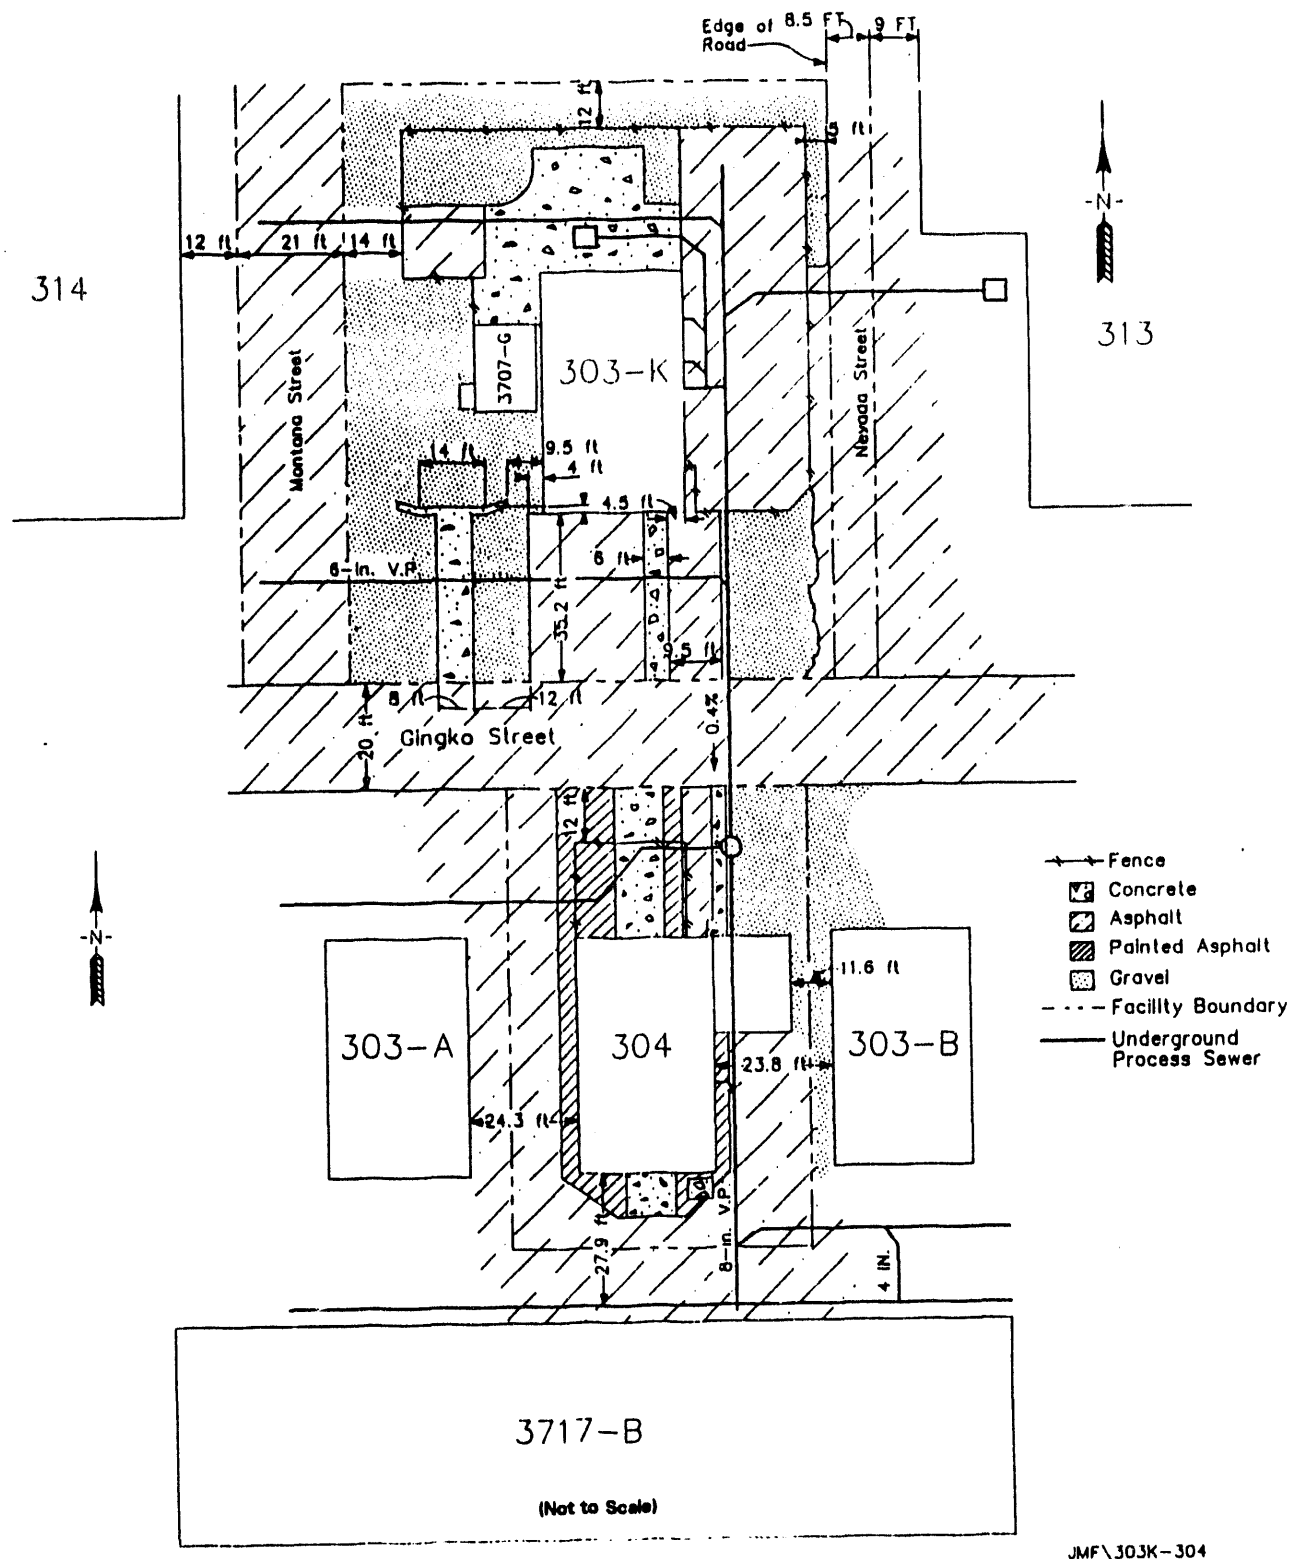 Edge of
Road
8.5 FT
9 FT
12 ft
5 ft
-N-
12 ft
21 ft
14 ft
314
313
Montana Street
3707-G
303-K
Nevada Street
14 ft
9.5 ft
4 ft
4.5 ft
6-In. V.P.
6 ft
35.2 ft
9.5 ft
8 ft
12 ft
20 ft
Gingko Street
0.4%
12 ft
Fence
Concrete
Asphalt
Painted Asphalt
Gravel
Facility Boundary
Underground
Process Sewer
-N-
11.6 ft
303-A
304
303-B
23.8 ft
24.3 ft
27.9 ft
8-in. V.P.
4 IN.
3717-B
(Not to Scale)
JMF\303K-304